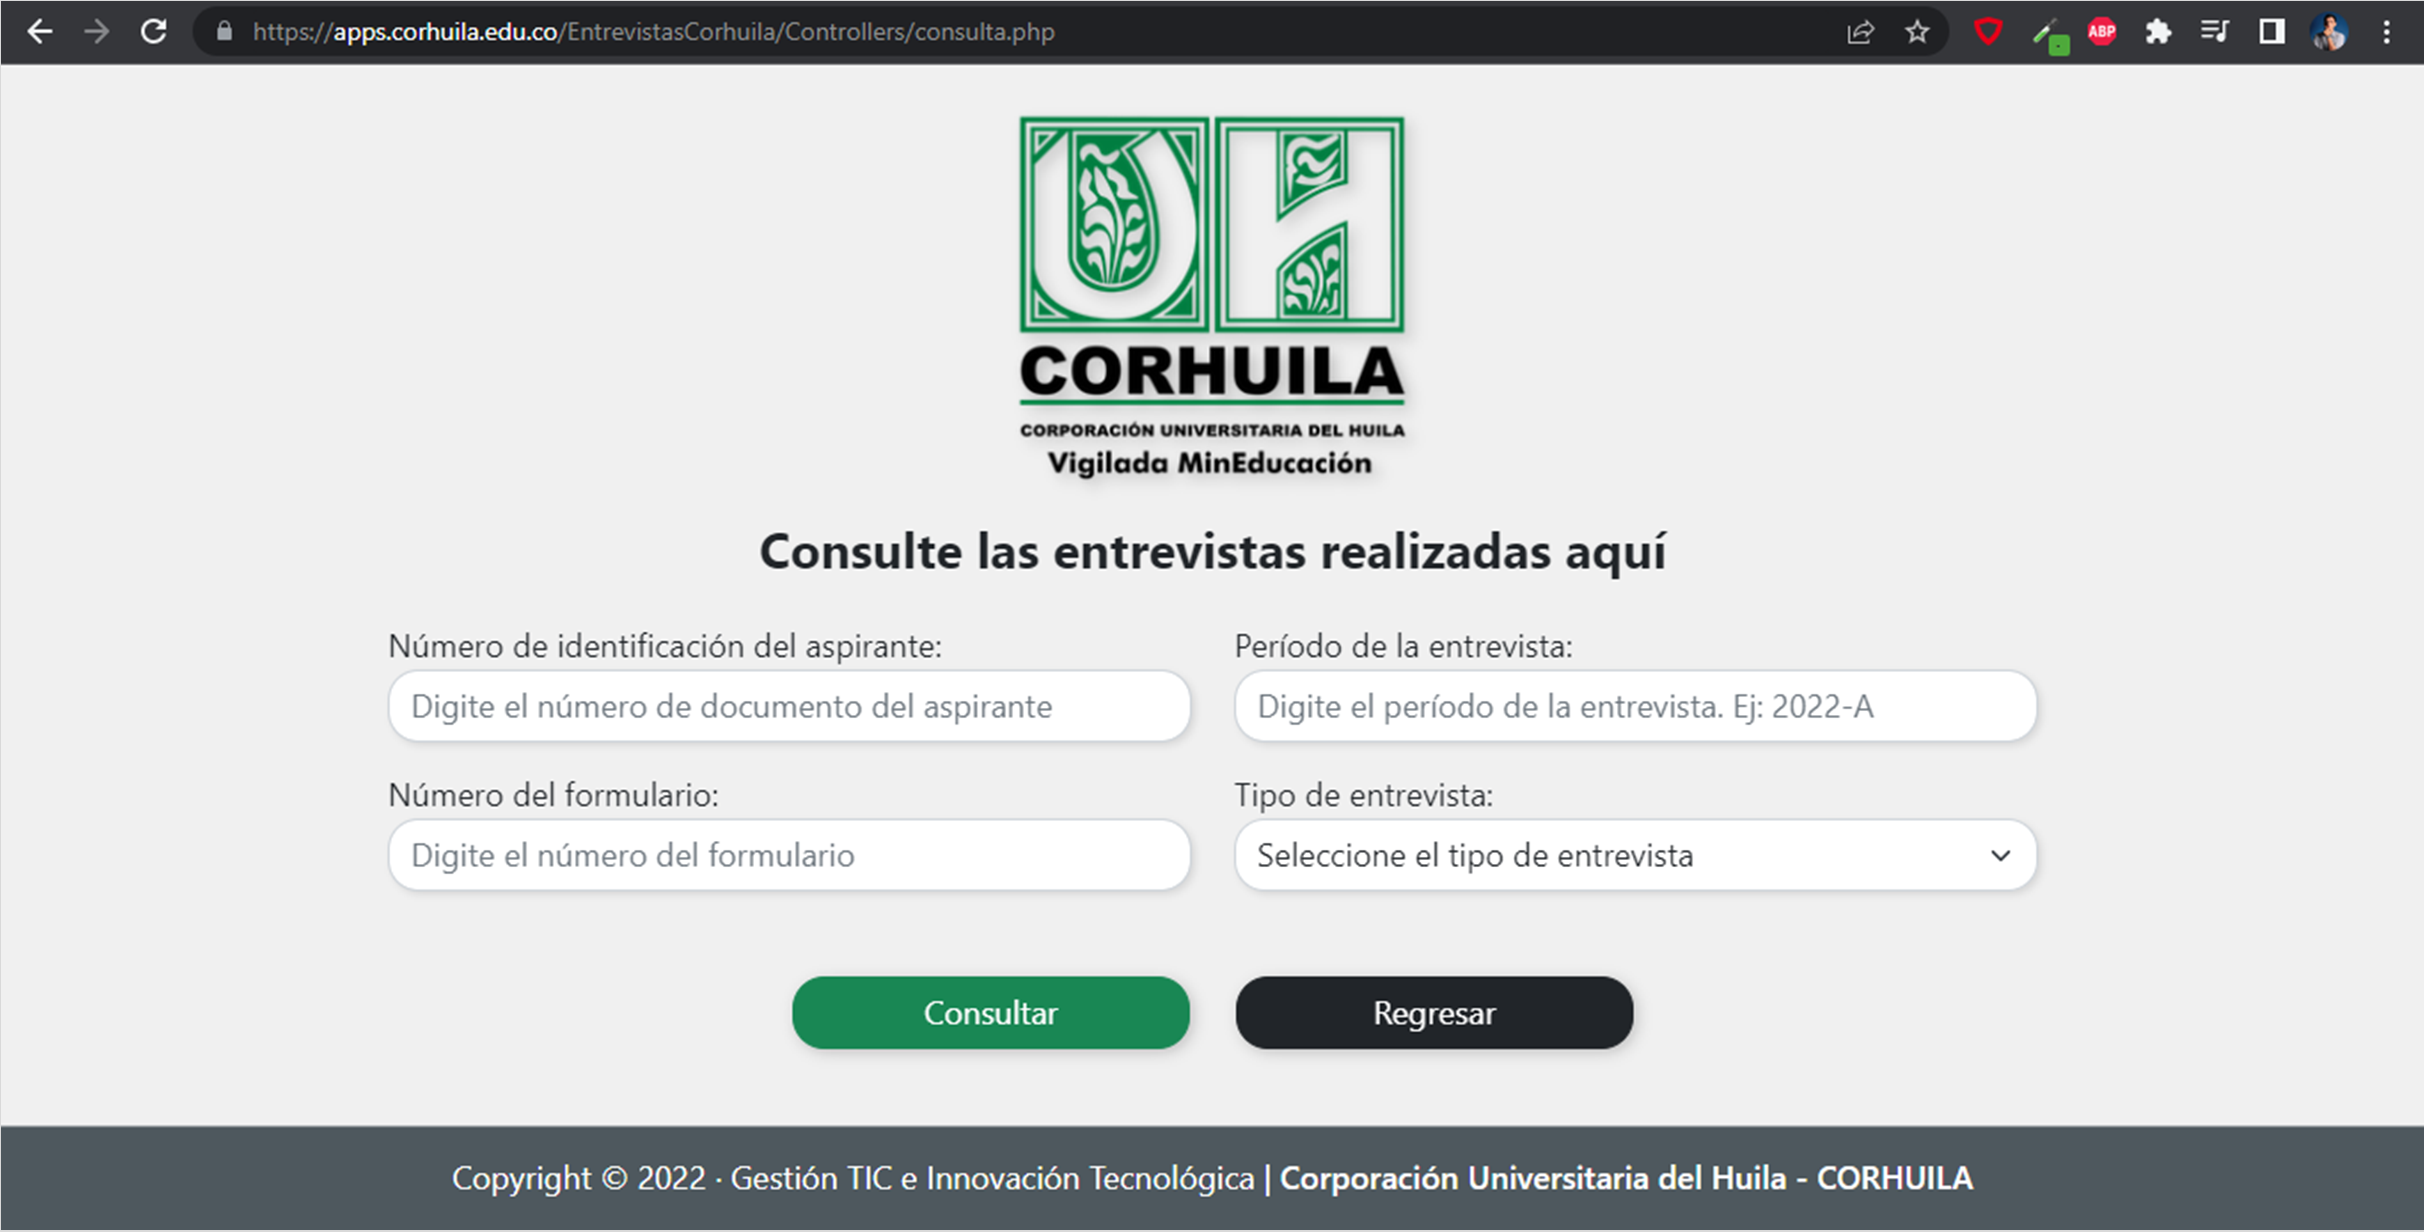 https://apps.corhuila.edu.co/EntrevistasCorhuila/Controllers/consulta.php
ABP
UH
CORHUILA
CORPORACIÓN UNIVERSITARIA DEL HUILA
Vigilada MinEducación
Consulte las entrevistas realizadas aquí
Número de identificación del aspirante:
Digite el número de documento del aspirante
Período de la entrevista:
Digite el período de la entrevista. Ej: 2022-A
Número del formulario:
Digite el número del formulario
Tipo de entrevista:
Seleccione el tipo de entrevista
Consultar
Regresar
Copyright © 2022 · Gestión TIC e Innovación Tecnológica | Corporación Universitaria del Huila - CORHUILA